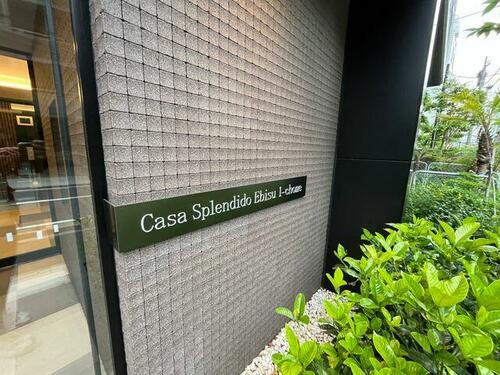 Casa Splendido Ebisu 1-chome